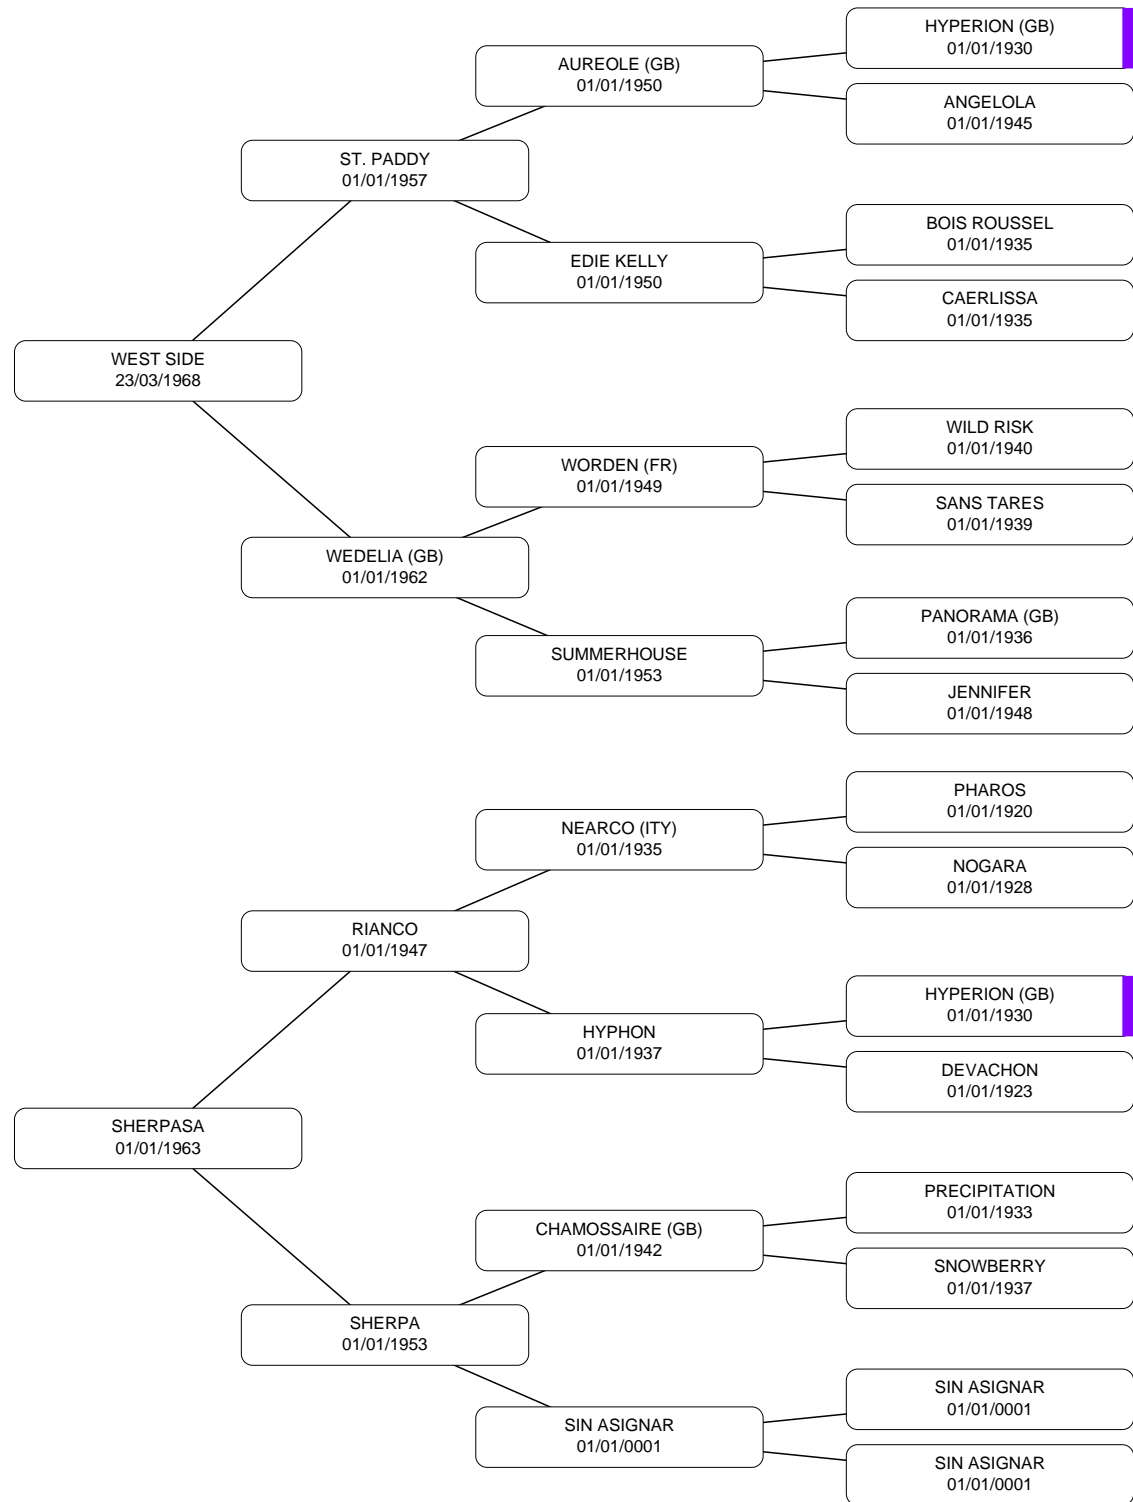 HYPERION (GB)
01/01/1930
AUREOLE (GB)
01/01/1950
ANGELOLA
01/01/1945
ST. PADDY
01/01/1957
BOIS ROUSSEL
01/01/1935
EDIE KELLY
01/01/1950
CAERLISSA
01/01/1935
WEST SIDE
23/03/1968
WILD RISK
01/01/1940
WORDEN (FR)
01/01/1949
SANS TARES
01/01/1939
WEDELIA (GB)
01/01/1962
PANORAMA (GB)
01/01/1936
SUMMERHOUSE
01/01/1953
JENNIFER
01/01/1948
PHAROS
01/01/1920
NEARCO (ITY)
01/01/1935
NOGARA
01/01/1928
RIANCO
01/01/1947
HYPERION (GB)
01/01/1930
HYPHON
01/01/1937
DEVACHON
01/01/1923
SHERPASA
01/01/1963
PRECIPITATION
01/01/1933
CHAMOSSAIRE (GB)
01/01/1942
SNOWBERRY
01/01/1937
SHERPA
01/01/1953
SIN ASIGNAR
01/01/0001
SIN ASIGNAR
01/01/0001
SIN ASIGNAR
01/01/0001